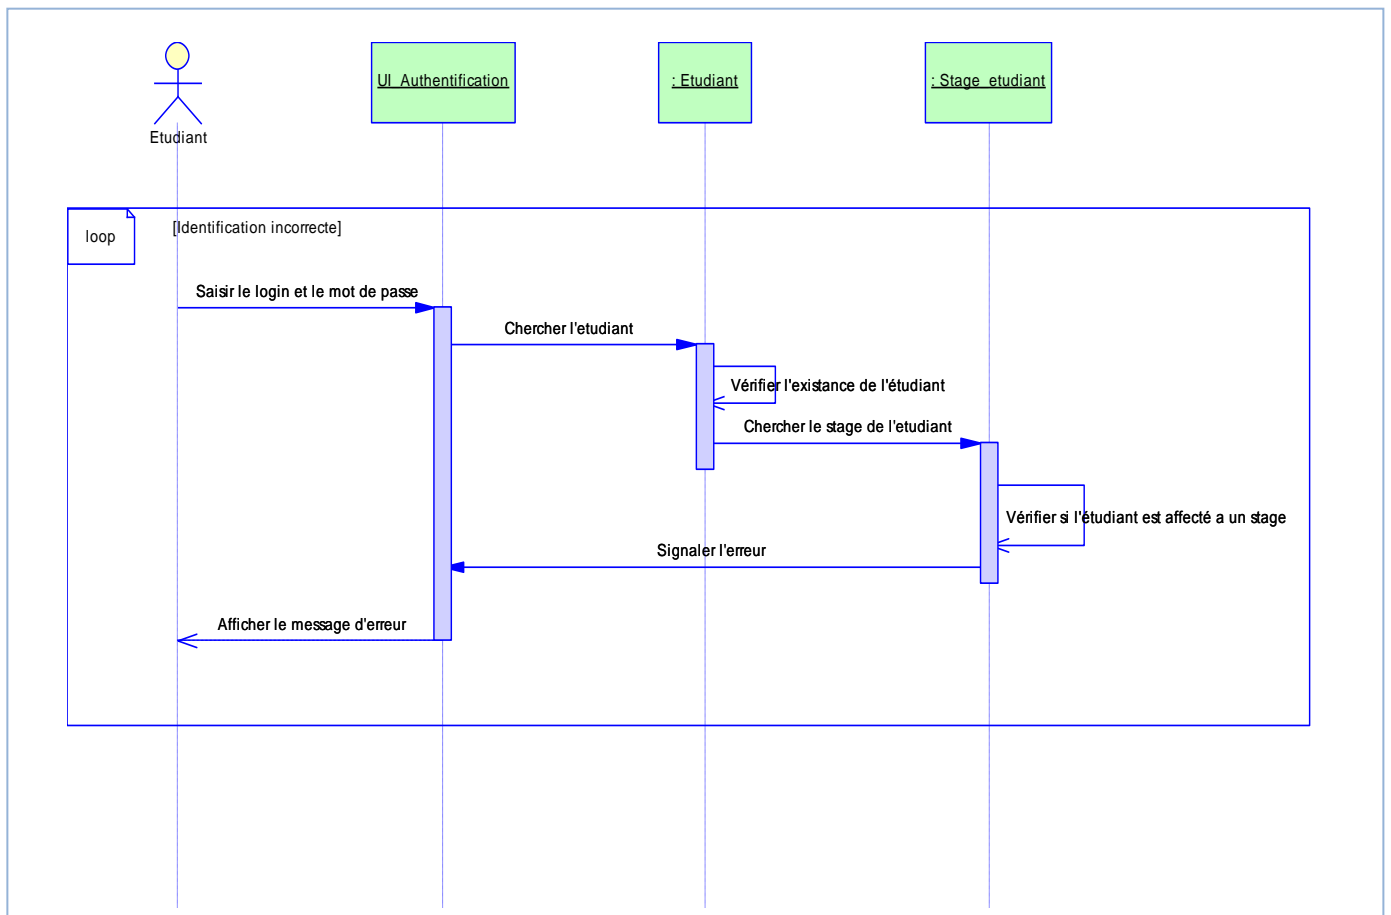 Etudiant
UI_Authentification
: Etudiant
: Stage_etudiant
loop
[Identification incorrecte]
Saisir le login et le mot de passe
Chercher l'etudiant
Vérifier l'existance de l'étudiant
Chercher le stage de l'etudiant
Vérifier si l'étudiant est affecté a un stage
Signaler l'erreur
Afficher le message d'erreur